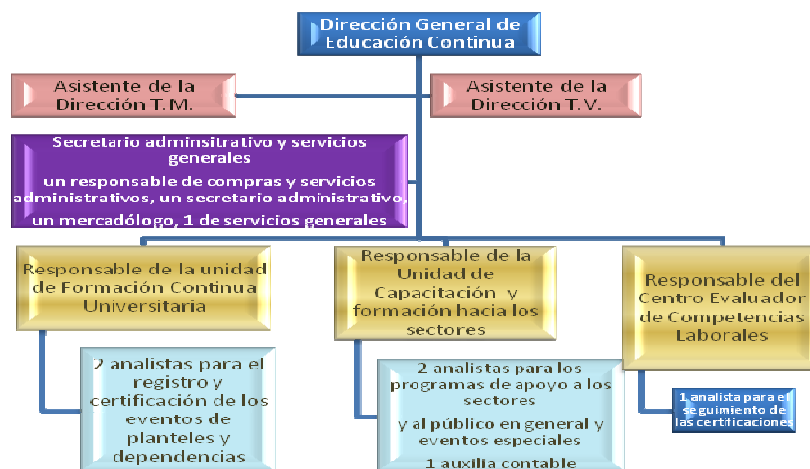 Dirección General de
Educación Continua
Asistente de la
Dirección T.M.
Asistente de la
Dirección T.V.
Secretario adminsitrativo y servicios
generales
un responsable de compras y servicios
administrativos, un secretario administrativo,
un mercadólogo, 1 de servicios generales
Responsable de la unidad
de Formación Continua
Universitaria
Responsable de la
Unidad de
Capacitación y
formación hacia los
sectores
Responsable del
Centro Evaluador
de Competencias
Laborales
2 analistas para el
registro y
certificación de los
eventos de
planteles y
dependencias
2 analistas para los
programas de apoyo a los
sectores
y al público en general y
eventos especiales
1 auxilia contable
1 analista para el
seguimiento de
las certificaciones